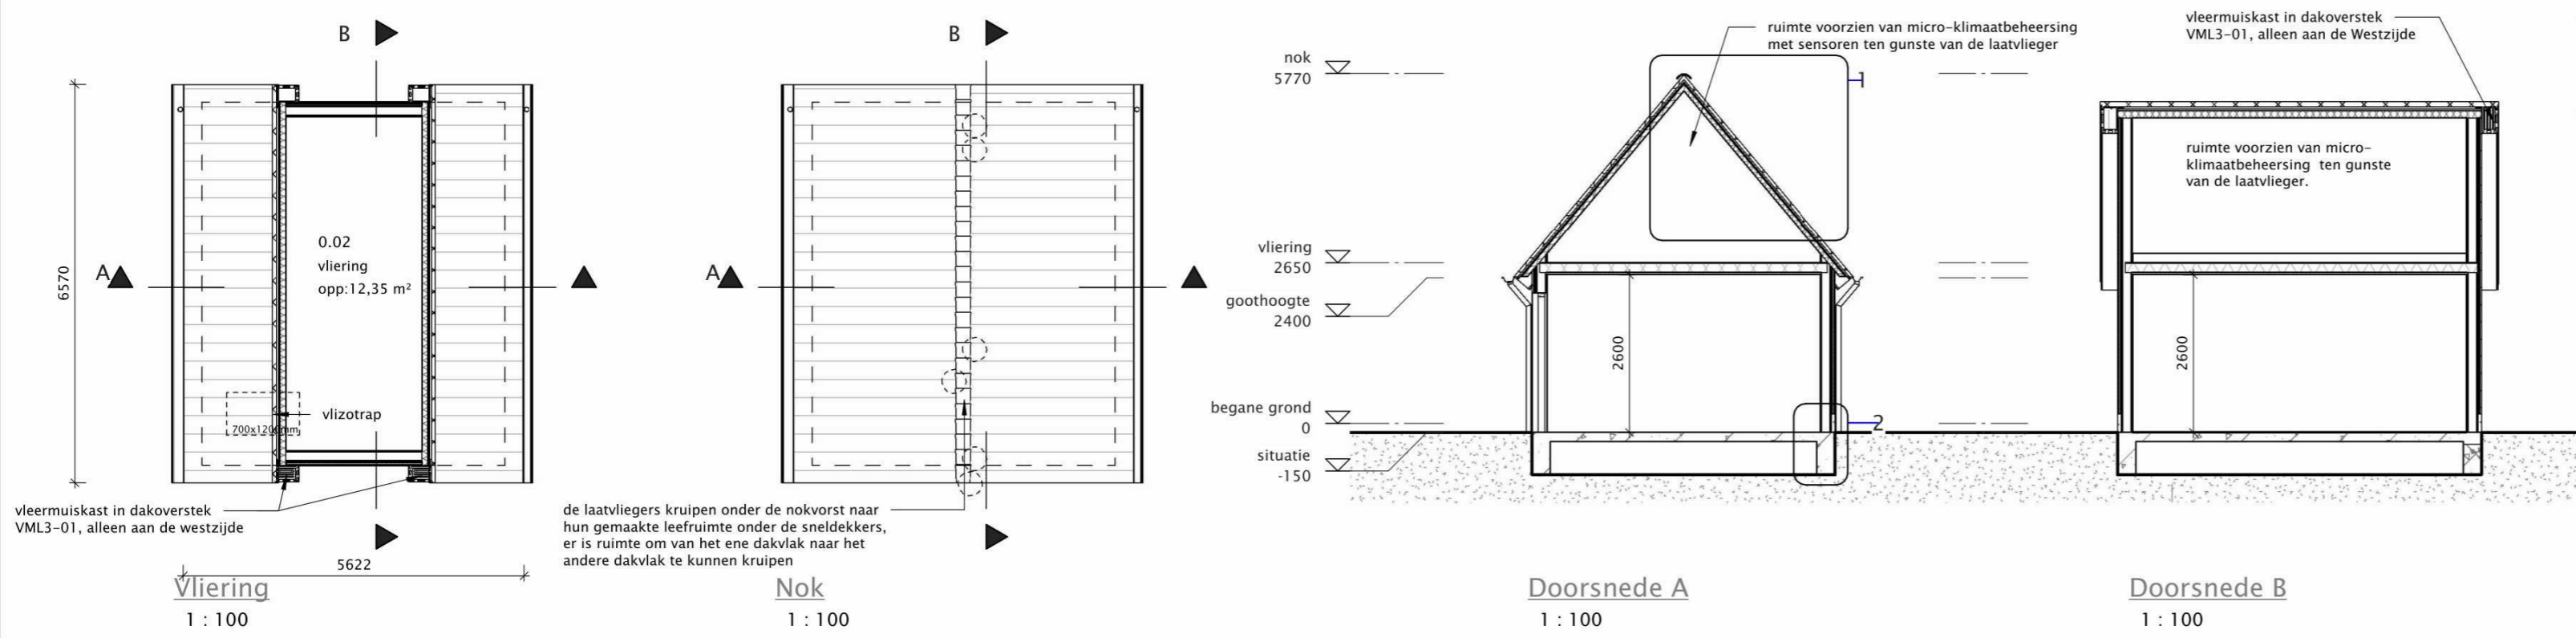 B
6570
A
0.02
vliering
opp:12,35 m²
vlizotrap
700x1200mm
vleermuiskast in dakoverstek
VML3-01, alleen aan de westzijde
5622
Vliering
1 : 100
B
A
de laatvliegers kruipen onder de nokvorst naar
hun gemaakte leefruimte onder de sneldekkers,
er is ruimte om van het ene dakvlak naar het
andere dakvlak te kunnen kruipen
Nok
1 : 100
ruimte voorzien van micro-klimaatbeheersing
met sensoren ten gunste van de laatvlieger
nok
5770
1
vliering
2650
goothoogte
2400
2600
begane grond
0
2
situatie
-150
Doorsnede A
1 : 100
vleermuiskast in dakoverstek
VML3-01, alleen aan de Westzijde
ruimte voorzien van micro-
klimaatbeheersing ten gunste
van de laatvlieger.
2600
Doorsnede B
1 : 100